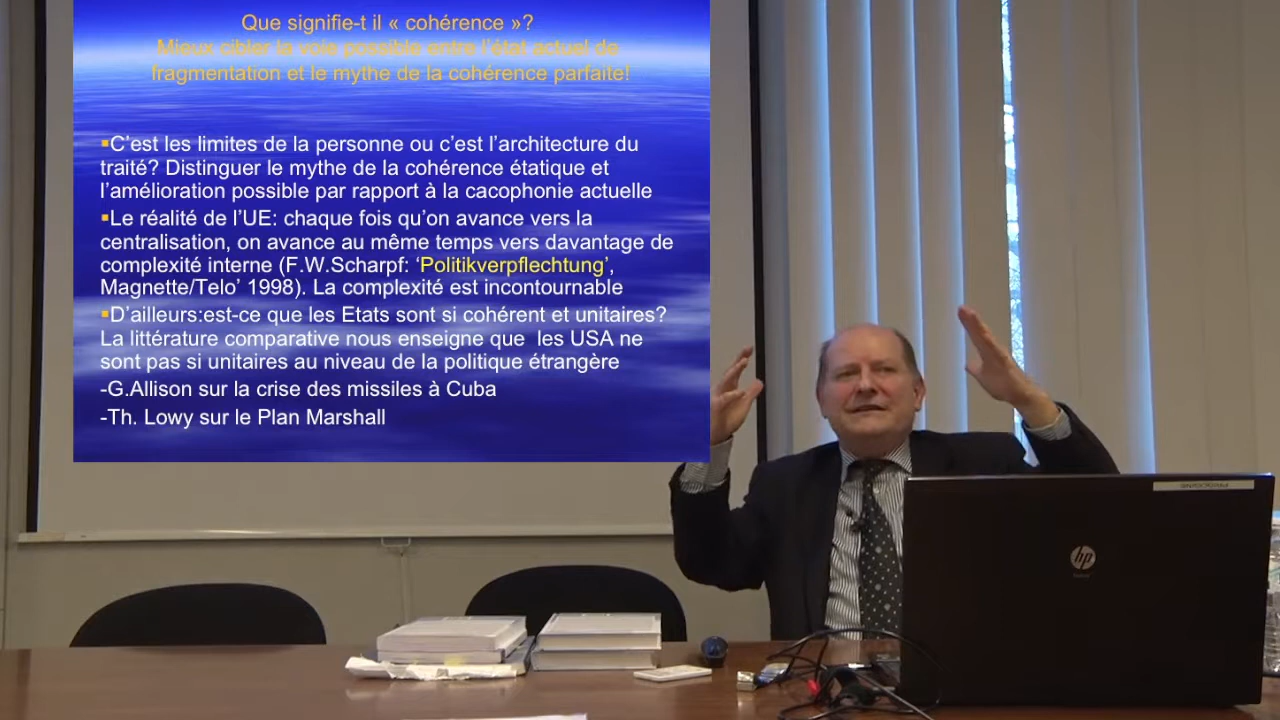 Que signifie-t il « cohérence »?
Mieux cibler la voie possible entre l'état actuel de
fragmentation et le mythe de la cohérence parfaite!
▪C'est les limites de la personne ou c'est l'architecture du
traité? Distinguer le mythe de la cohérence étatique et
l'amélioration possible par rapport à la cacophonie actuelle
▪Le réalité de l'UE: chaque fois qu'on avance vers la
centralisation, on avance au même temps vers davantage de
complexité interne (F.W.Scharpf: ‘Politikverpflechtung’,
Magnette/Telo’ 1998). La complexité est incontournable
▪D'ailleurs:est-ce que les Etats sont si cohérent et unitaires?
La littérature comparative nous enseigne que les USA ne
sont pas si unitaires au niveau de la politique étrangère
-G.Allison sur la crise des missiles à Cuba
-Th. Lowy sur le Plan Marshall
hp